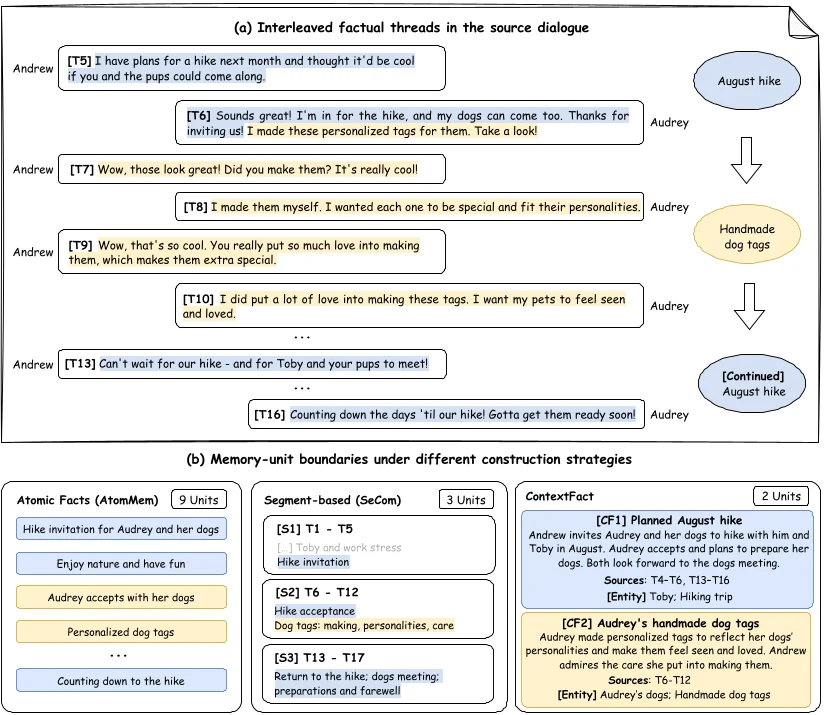 (a) Interleaved factual threads in the source dialogue
Andrew
[T5] I have plans for a hike next month and thought it'd be cool
if you and the pups could come along.
August hike
[T6] Sounds great! I'm in for the hike, and my dogs can come too. Thanks for
inviting us! I made these personalized tags for them. Take a look!
Audrey
Andrew
[T7] Wow, those look great! Did you make them? It's really cool!
[T8] I made them myself. I wanted each one to be special and fit their personalities.
Audrey
Handmade
dog tags
Andrew
[T9] Wow, that's so cool. You really put so much love into making
them, which makes them extra special.
[T10] I did put a lot of love into making these tags. I want my pets to feel seen
and loved.
Audrey
...
Andrew
[T13] Can't wait for our hike - and for Toby and your pups to meet!
[Continued]
August hike
...
[T16] Counting down the days 'til our hike! Gotta get them ready soon!
Audrey
(b) Memory-unit boundaries under different construction strategies
Atomic Facts (AtomMem)
9 Units
Hike invitation for Audrey and her dogs
Enjoy nature and have fun
Audrey accepts with her dogs
Personalized dog tags
...
Counting down to the hike
Segment-based (SeCom)
3 Units
[S1] T1 - T5
[...] Toby and work stress
Hike invitation
[S2] T6 - T12
Hike acceptance
Dog tags: making, personalities, care
[S3] T13 - T17
Return to the hike; dogs meeting;
preparations and farewell
ContextFact
2 Units
[CF1] Planned August hike
Andrew invites Audrey and her dogs to hike with him and
Toby in August. Audrey accepts and plans to prepare her
dogs. Both look forward to the dogs meeting.
Sources: T4-T6, T13-T16
[Entity] Toby; Hiking trip
[CF2] Audrey's handmade dog tags
Audrey made personalized tags to reflect her dogs'
personalities and make them feel seen and loved. Andrew
admires the care she put into making them.
Sources: T6-T12
[Entity] Audrey's dogs; Handmade dog tags